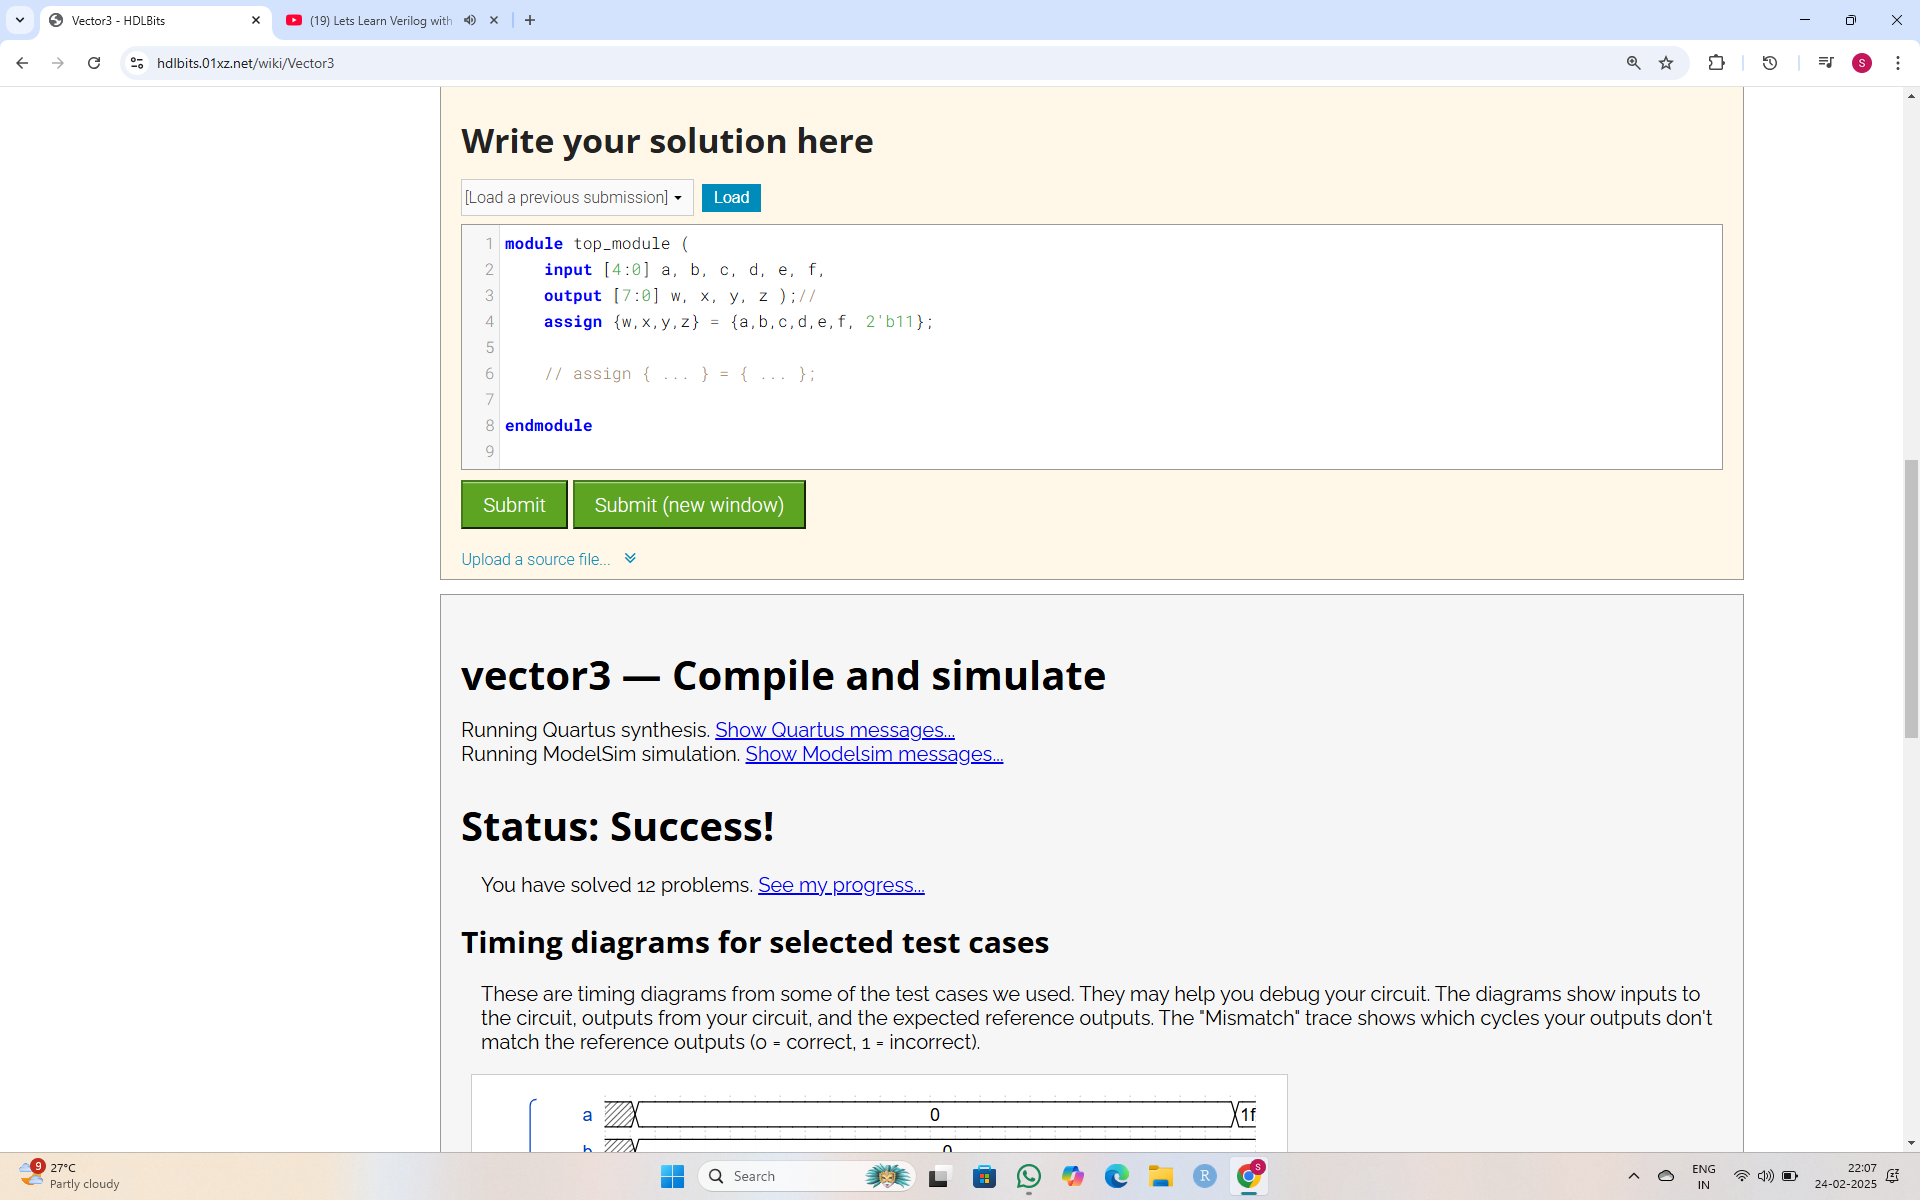 Vector3 - HDLBits
(19) Lets Learn Verilog with
hdlbits.01xz.net/wiki/Vector3
S
Write your solution here
[Load a previous submission]
Load
1 module top_module (
2 input [4:0] a, b, c, d, e, f,
3 output [7:0] w, x, y, z );//
4 assign {w,x,y,z} = {a,b,c,d,e,f, 2'b11};
5
6 // assign { ... } = { ... };
7
8 endmodule
9
Submit
Submit (new window)
Upload a source file...
vector3 — Compile and simulate
Running Quartus synthesis. Show Quartus messages...
Running ModelSim simulation. Show Modelsim messages...
Status: Success!
You have solved 12 problems. See my progress...
Timing diagrams for selected test cases
These are timing diagrams from some of the test cases we used. They may help you debug your circuit. The diagrams show inputs to
the circuit, outputs from your circuit, and the expected reference outputs. The "Mismatch" trace shows which cycles your outputs don't
match the reference outputs (0 = correct, 1 = incorrect).
a 0 1f
b 0
9
27°C
Partly cloudy
Search
R
S
ENG
IN
22:07
24-02-2025